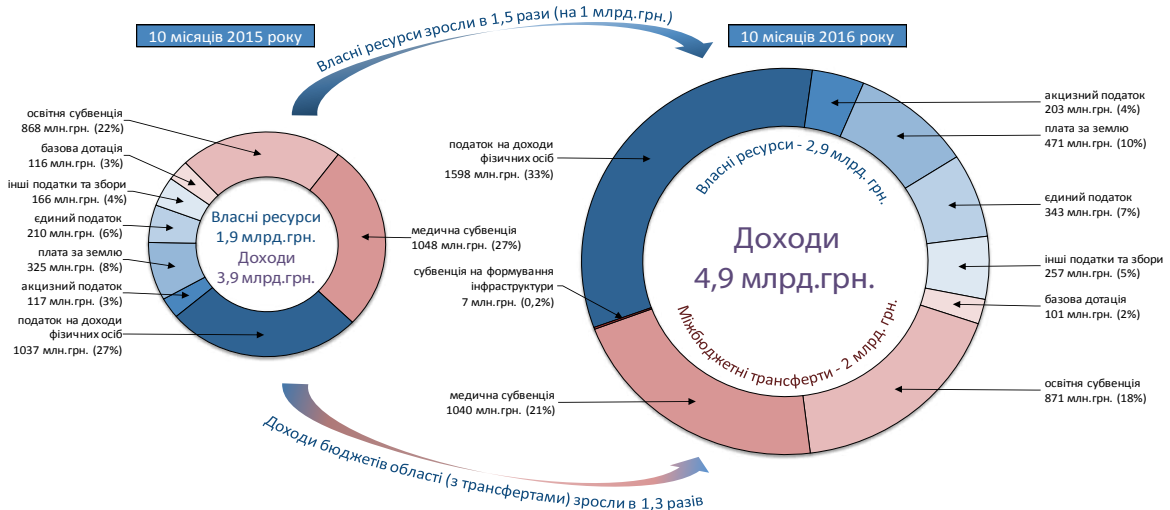 Власні ресурси зросли в 1,5 рази (на 1 млрд.грн.)
10 місяців 2015 року
10 місяців 2016 року
освітня субвенція
868 млн.грн. (22%)
базова дотація
116 млн.грн. (3%)
інші податки та збори
166 млн.грн. (4%)
єдиний податок
210 млн.грн. (6%)
плата за землю
325 млн.грн. (8%)
акцизний податок
117 млн.грн. (3%)
податок на доходи
фізичних осіб
1037 млн.грн. (27%)
Власні ресурси
1,9 млрд.грн.
Доходи
3,9 млрд.грн.
медична субвенція
1048 млн.грн. (27%)
податок на доходи
фізичних осіб
1598 млн.грн. (33%)
субвенція на формування
інфраструктури
7 млн.грн. (0,2%)
медична субвенція
1040 млн.грн. (21%)
Власні ресурси - 2,9 млрд. грн.
Доходи
4,9 млрд.грн.
Міжбюджетні трансферти - 2 млрд. грн.
акцизний податок
203 млн.грн. (4%)
плата за землю
471 млн.грн. (10%)
єдиний податок
343 млн.грн. (7%)
інші податки та збори
257 млн.грн. (5%)
базова дотація
101 млн.грн. (2%)
освітня субвенція
871 млн.грн. (18%)
Доходи бюджетів області (з трансфертами) зросли в 1,3 разів